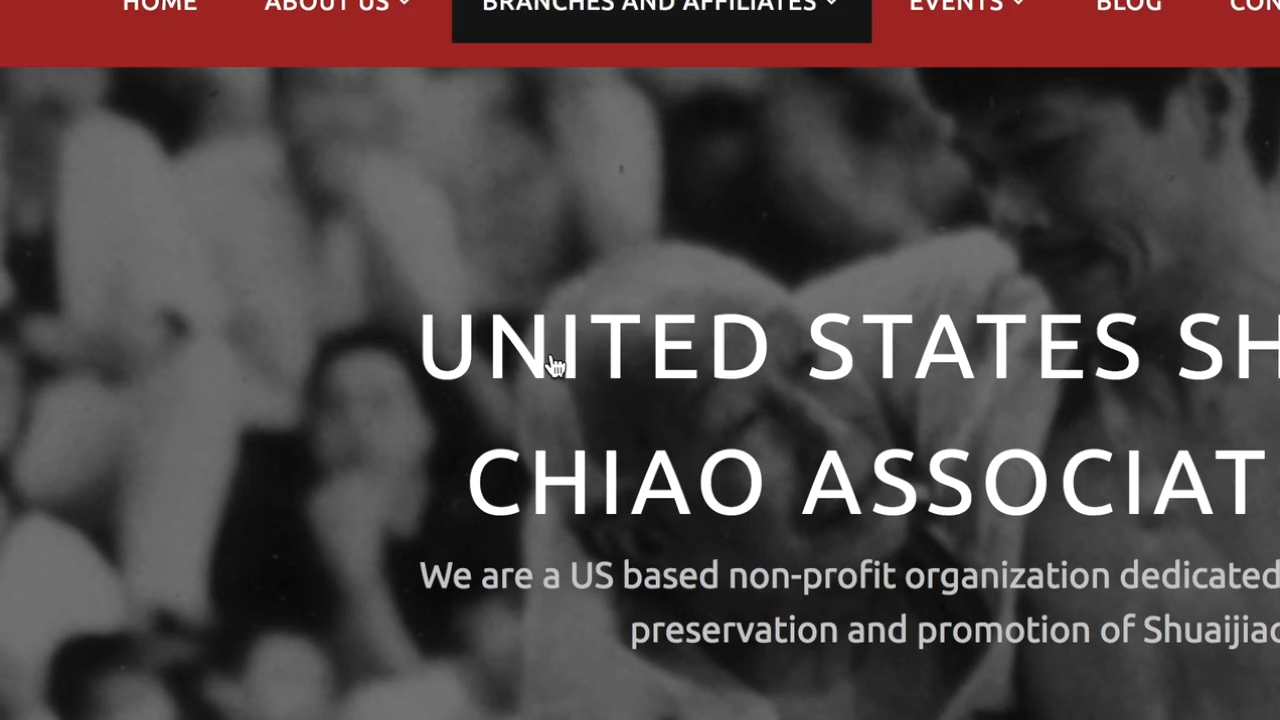 HOME ABOUT US BRANCHES AND AFFILIATES EVENTS BLOG CON
UNITED STATES SH
CHIAO ASSOCIAT
We are a US based non-profit organization dedicated
preservation and promotion of Shuaijiao